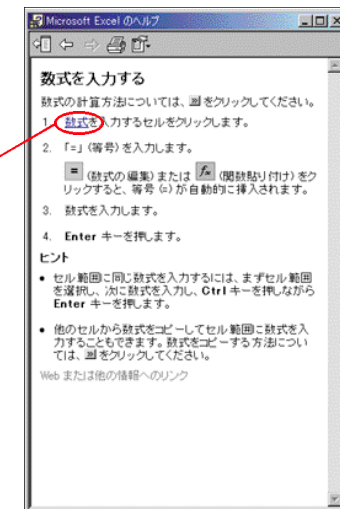 Microsoft Excel のヘルプ
数式を入力する
数式の計算方法については、 をクリックしてください。
1. 数式を入力するセルをクリックします。
2. 「=」(等号)を入力します。
= (数式の編集) または fx (関数貼り付け) をク
リックすると、等号 (=) が自動的に挿入されます。
3. 数式を入力します。
4. Enter キーを押します。
ヒント
• セル範囲に同じ数式を入力するには、まずセル範囲
を選択し、次に数式を入力し、Ctrl キーを押しながら
Enter キーを押します。
• 他のセルから数式をコピーしてセル範囲に数式を入
力することもできます。数式をコピーする方法につい
ては、 をクリックしてください。
Web または他の情報へのリンク